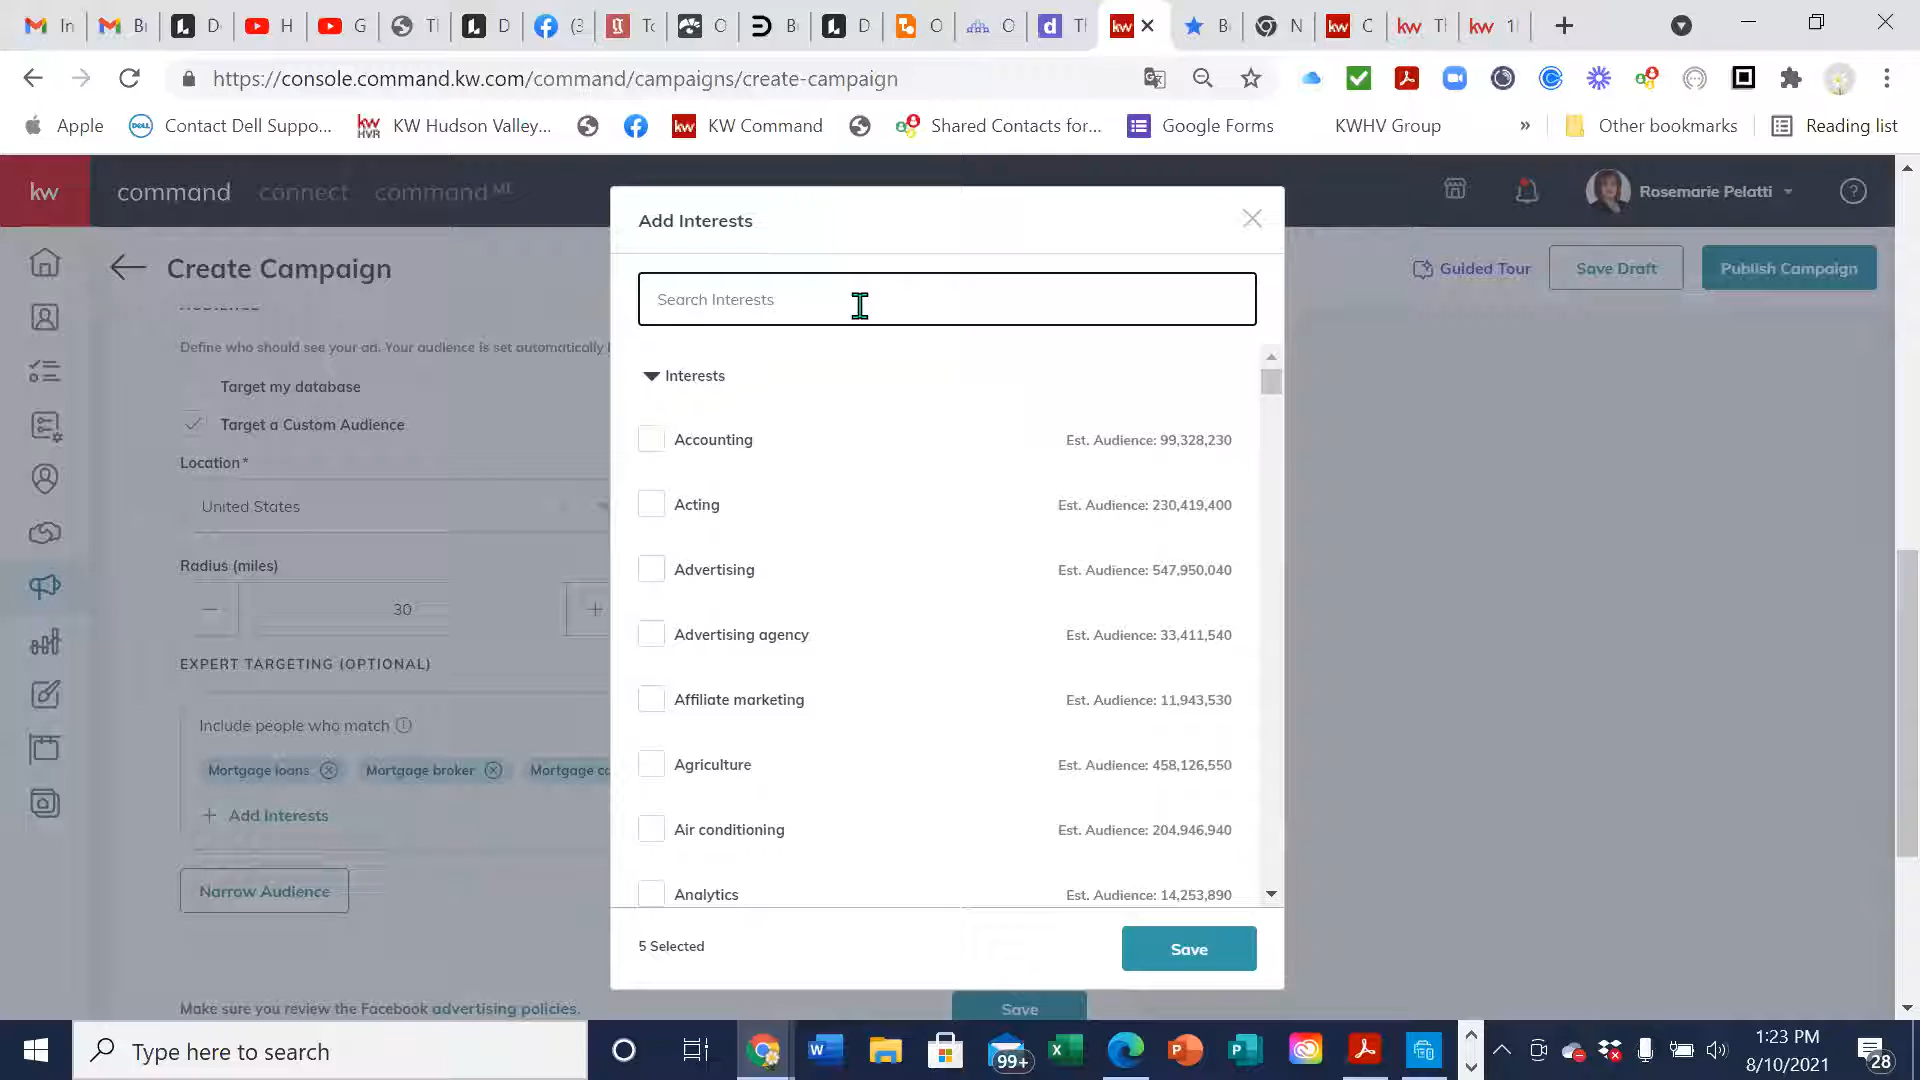 https://console.command.kw.com/command/campaigns/create-campaign
Apple
Contact Dell Suppo...
KW Hudson Valley...
KW Command
Shared Contacts for...
Google Forms
KWHV Group
»
Other bookmarks
Reading list
kw
command
connect
command
Rosemarie Pelatti
Create Campaign
Guided Tour
Save Draft
Publish Campaign
Define who should see your ad. Your audience is set automatically
Target my database
Target a Custom Audience
Location*
United States
Radius (miles)
30
EXPERT TARGETING (OPTIONAL)
Include people who match
Mortgage loans
Mortgage broker
Mortgage
+ Add Interests
Narrow Audience
Make sure you review the Facebook advertising policies.
Save
Add Interests
Search Interests
Interests
Accounting Est. Audience: 99,328,230
Acting Est. Audience: 230,419,400
Advertising Est. Audience: 547,950,040
Advertising agency Est. Audience: 33,411,540
Affiliate marketing Est. Audience: 11,943,530
Agriculture Est. Audience: 458,126,550
Air conditioning Est. Audience: 204,946,940
Analytics Est. Audience: 14,253,890
5 Selected
Save
Type here to search
99+
1:23 PM
8/10/2021
28